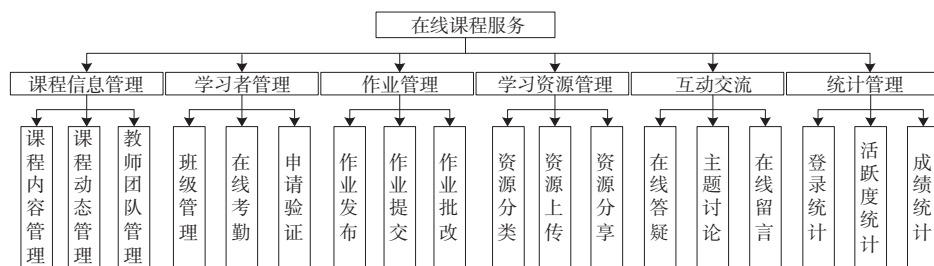 在线课程服务
课程信息管理
学习者管理
作业管理
学习资源管理
互动交流
统计管理
课程内容管理
课程动态管理
教师团队管理
班级管理
在线考勤
申请验证
作业发布
作业提交
作业批改
资源分类
资源上传
资源分享
在线答疑
主题讨论
在线留言
登录统计
活跃度统计
成绩统计